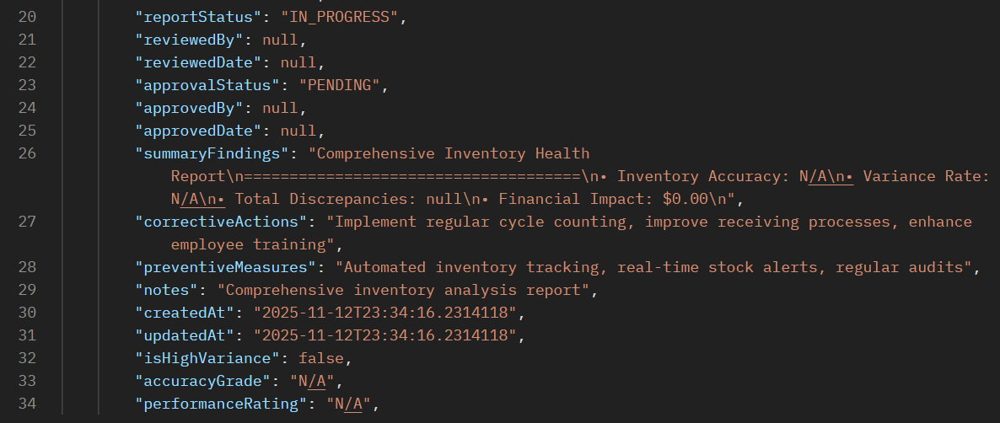 20 "reportStatus": "IN_PROGRESS",
21 "reviewedBy": null,
22 "reviewedDate": null,
23 "approvalStatus": "PENDING",
24 "approvedBy": null,
25 "approvedDate": null,
26 "summaryFindings": "Comprehensive Inventory Health
Report\n=====================================\n• Inventory Accuracy: N/A\n• Variance Rate:
N/A\n• Total Discrepancies: null\n• Financial Impact: $0.00\n",
27 "correctiveActions": "Implement regular cycle counting, improve receiving processes, enhance
employee training",
28 "preventiveMeasures": "Automated inventory tracking, real-time stock alerts, regular audits",
29 "notes": "Comprehensive inventory analysis report",
30 "createdAt": "2025-11-12T23:34:16.2314118",
31 "updatedAt": "2025-11-12T23:34:16.2314118",
32 "isHighVariance": false,
33 "accuracyGrade": "N/A",
34 "performanceRating": "N/A",